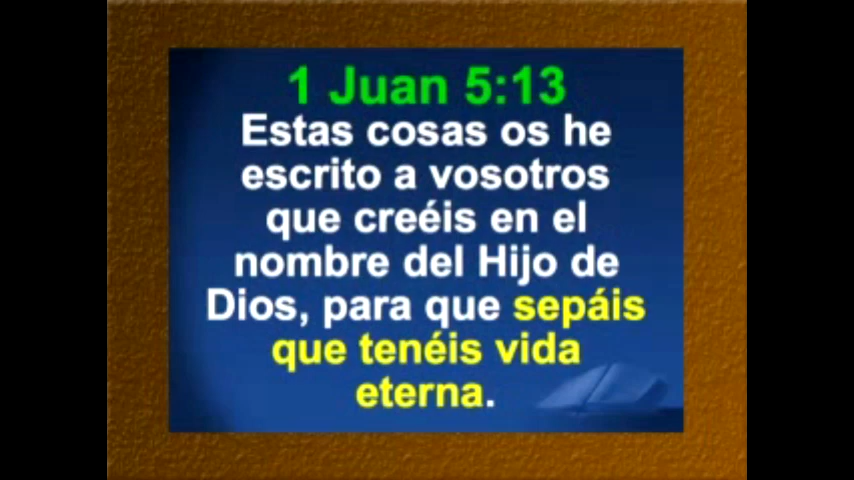 1 Juan 5:13
Estas cosas os he
escrito a vosotros
que creéis en el
nombre del Hijo de
Dios, para que sepáis
que tenéis vida
eterna.